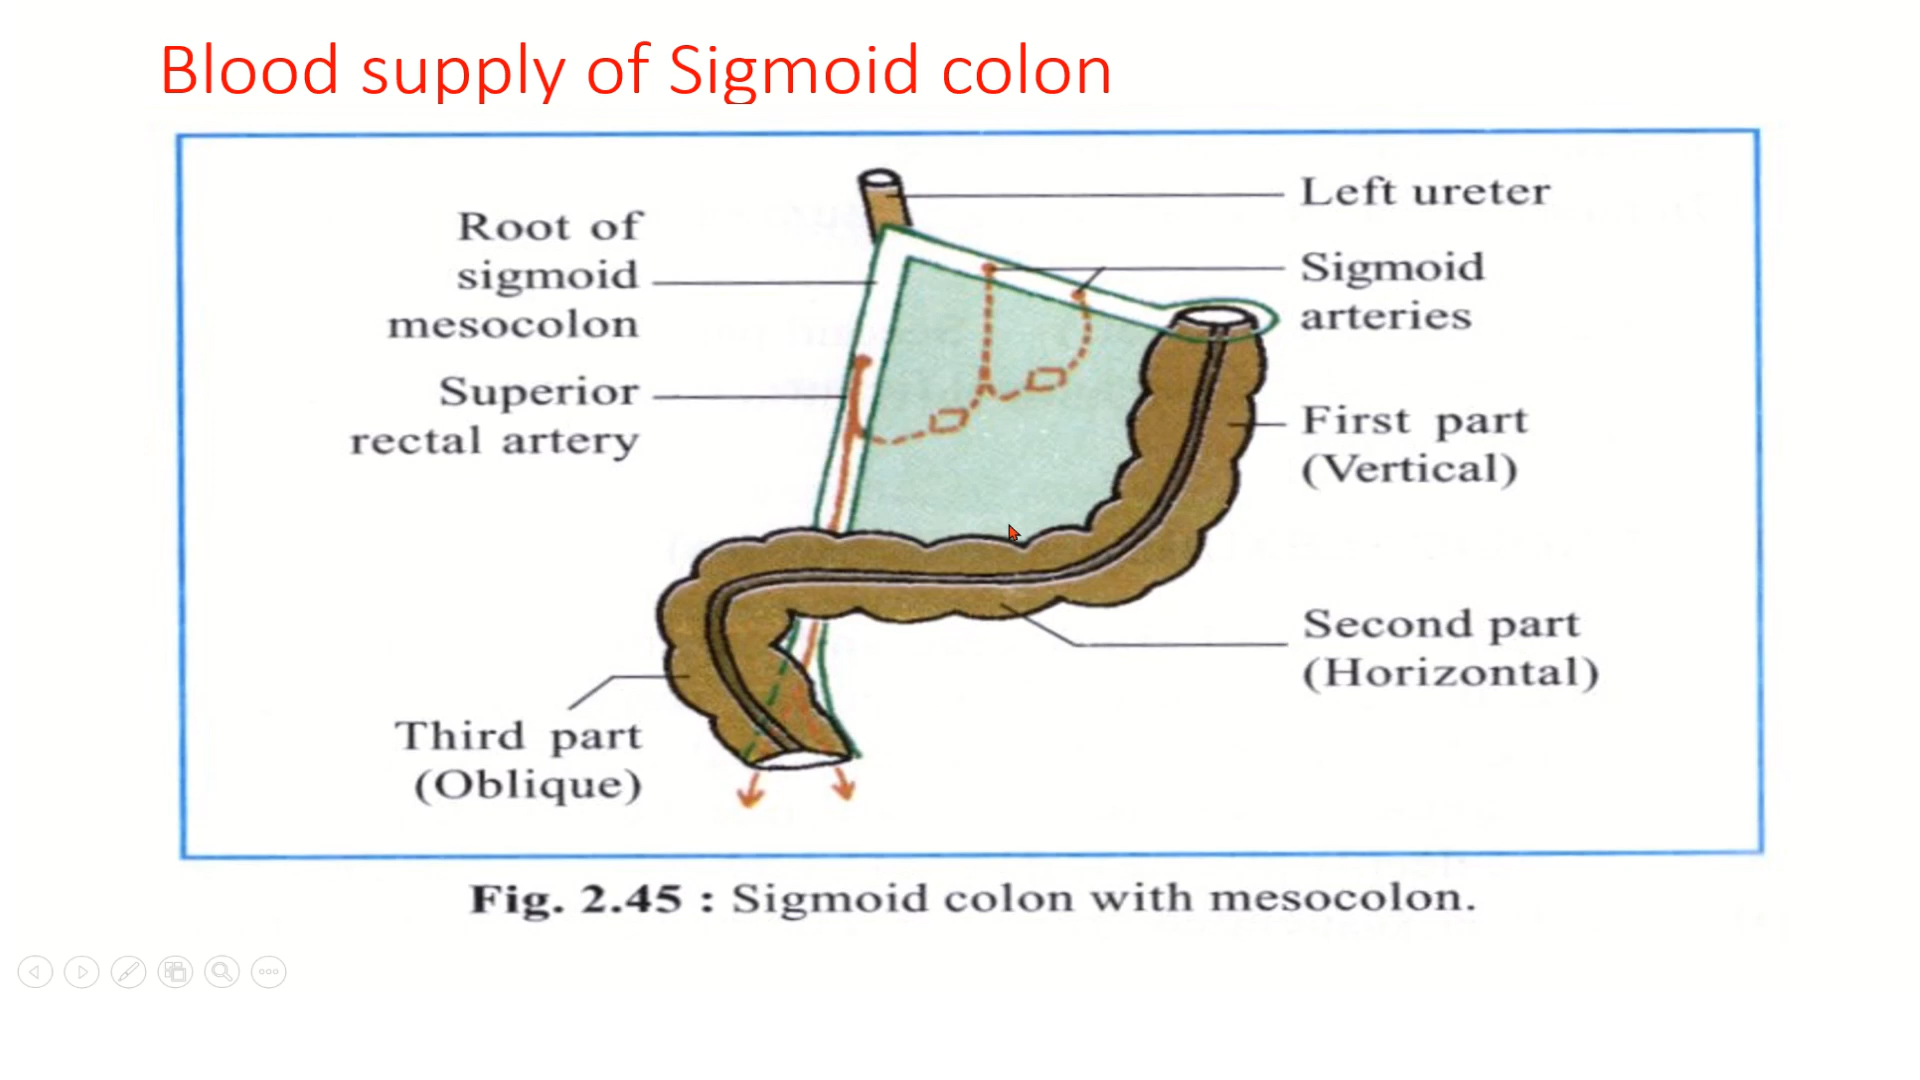 Blood supply of Sigmoid colon
Root of
sigmoid
mesocolon
Superior
rectal artery
Third part
(Oblique)
Left ureter
Sigmoid
arteries
First part
(Vertical)
Second part
(Horizontal)
Fig. 2.45 : Sigmoid colon with mesocolon.